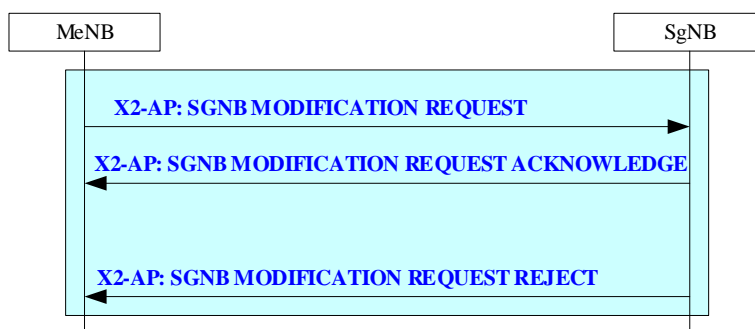 MeNB
SgNB
X2-AP: SGNB MODIFICATION REQUEST
X2-AP: SGNB MODIFICATION REQUEST ACKNOWLEDGE
X2-AP: SGNB MODIFICATION REQUEST REJECT